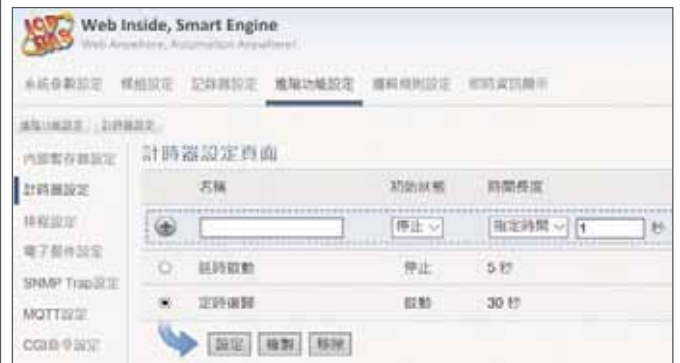 ICP DAS
Web Inside, Smart Engine
Web Anywhere, Automation Anywhere!
系統參數設定 模組設定 記錄器設定 進階功能設定 邏輯規則設定 即時資訊顯示
進階功能設定 計時器設定
內部暫存器設定
計時器設定
排程設定
電子郵件設定
SNMP Trap設定
MQTT設定
CGI命令設定
計時器設定頁面
名稱 初始狀態 時間長度
停止 指定時間 1 秒
延時啟動 停止 5 秒
定時復歸 啟動 30 秒
設定 複製 移除